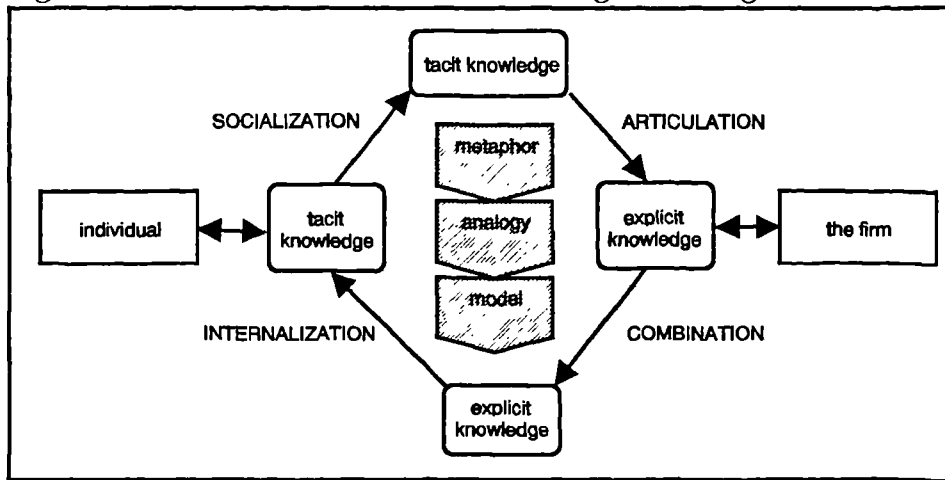 tacit knowledge
SOCIALIZATION
ARTICULATION
metaphor
individual
tacit
knowledge
analogy
explicit
knowledge
the firm
model
INTERNALIZATION
COMBINATION
explicit
knowledge